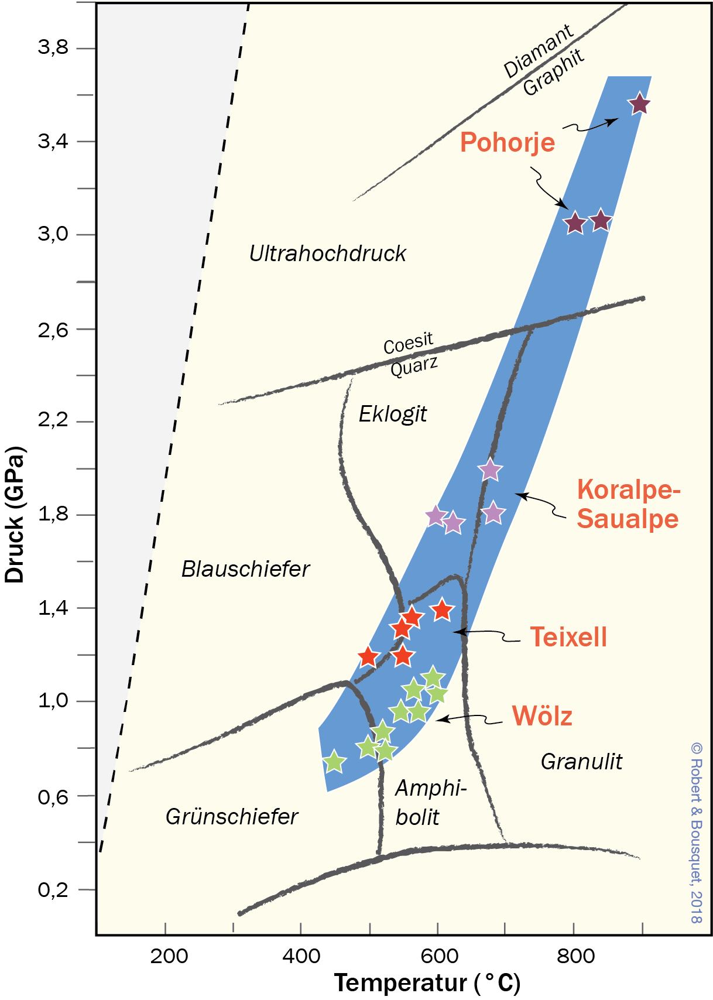 3,8
3,4
3,0
2,6
2,2
1,8
1,4
1,0
0,6
0,2
Druck (GPa)
Diamant
Graphit
Pohorje
Ultrahochdruck
Coesit
Quarz
Eklogit
Koralpe-
Saualpe
Blauschiefer
Teixell
Wölz
Granulit
Amphi-
bolit
Grünschiefer
© Robert & Bousquet, 2018
200
400
600
800
Temperatur (°C)